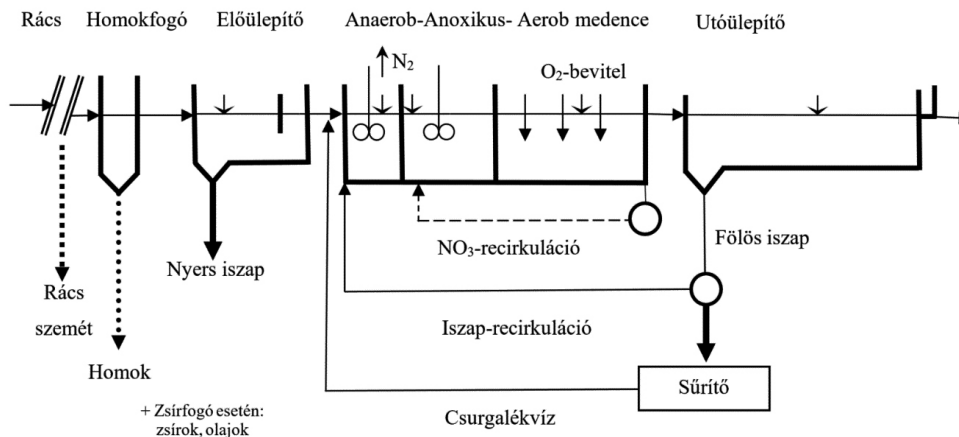 Rács
Homokfogó
Előülepítő
Anaerob-Anoxikus- Aerob medence
Utóülepítő
N₂
O₂-bevitel
NO₃-recirkuláció
Fölös iszap
Nyers iszap
Rács
szemét
Iszap-recirkuláció
Homok
Sűrítő
+ Zsírfogó esetén:
zsírok, olajok
Csurgalékvíz